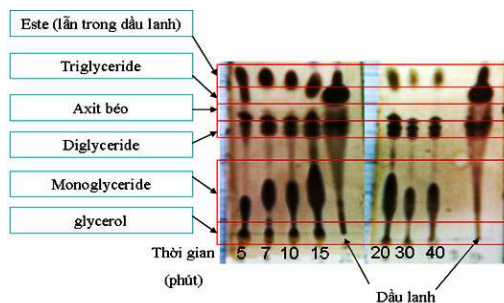 Este (lẫn trong dầu lanh)
Triglyceride
Axit béo
Diglyceride
Monoglyceride
glycerol
Thời gian
(phút)
5 7 10 15 20 30 40
Dầu lanh